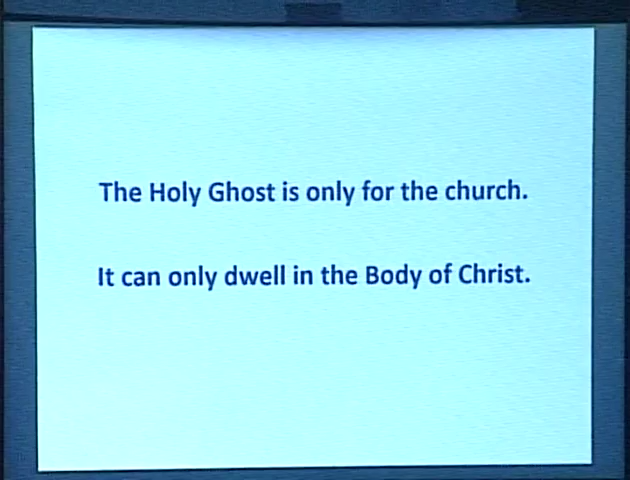 The Holy Ghost is only for the church.
It can only dwell in the Body of Christ.